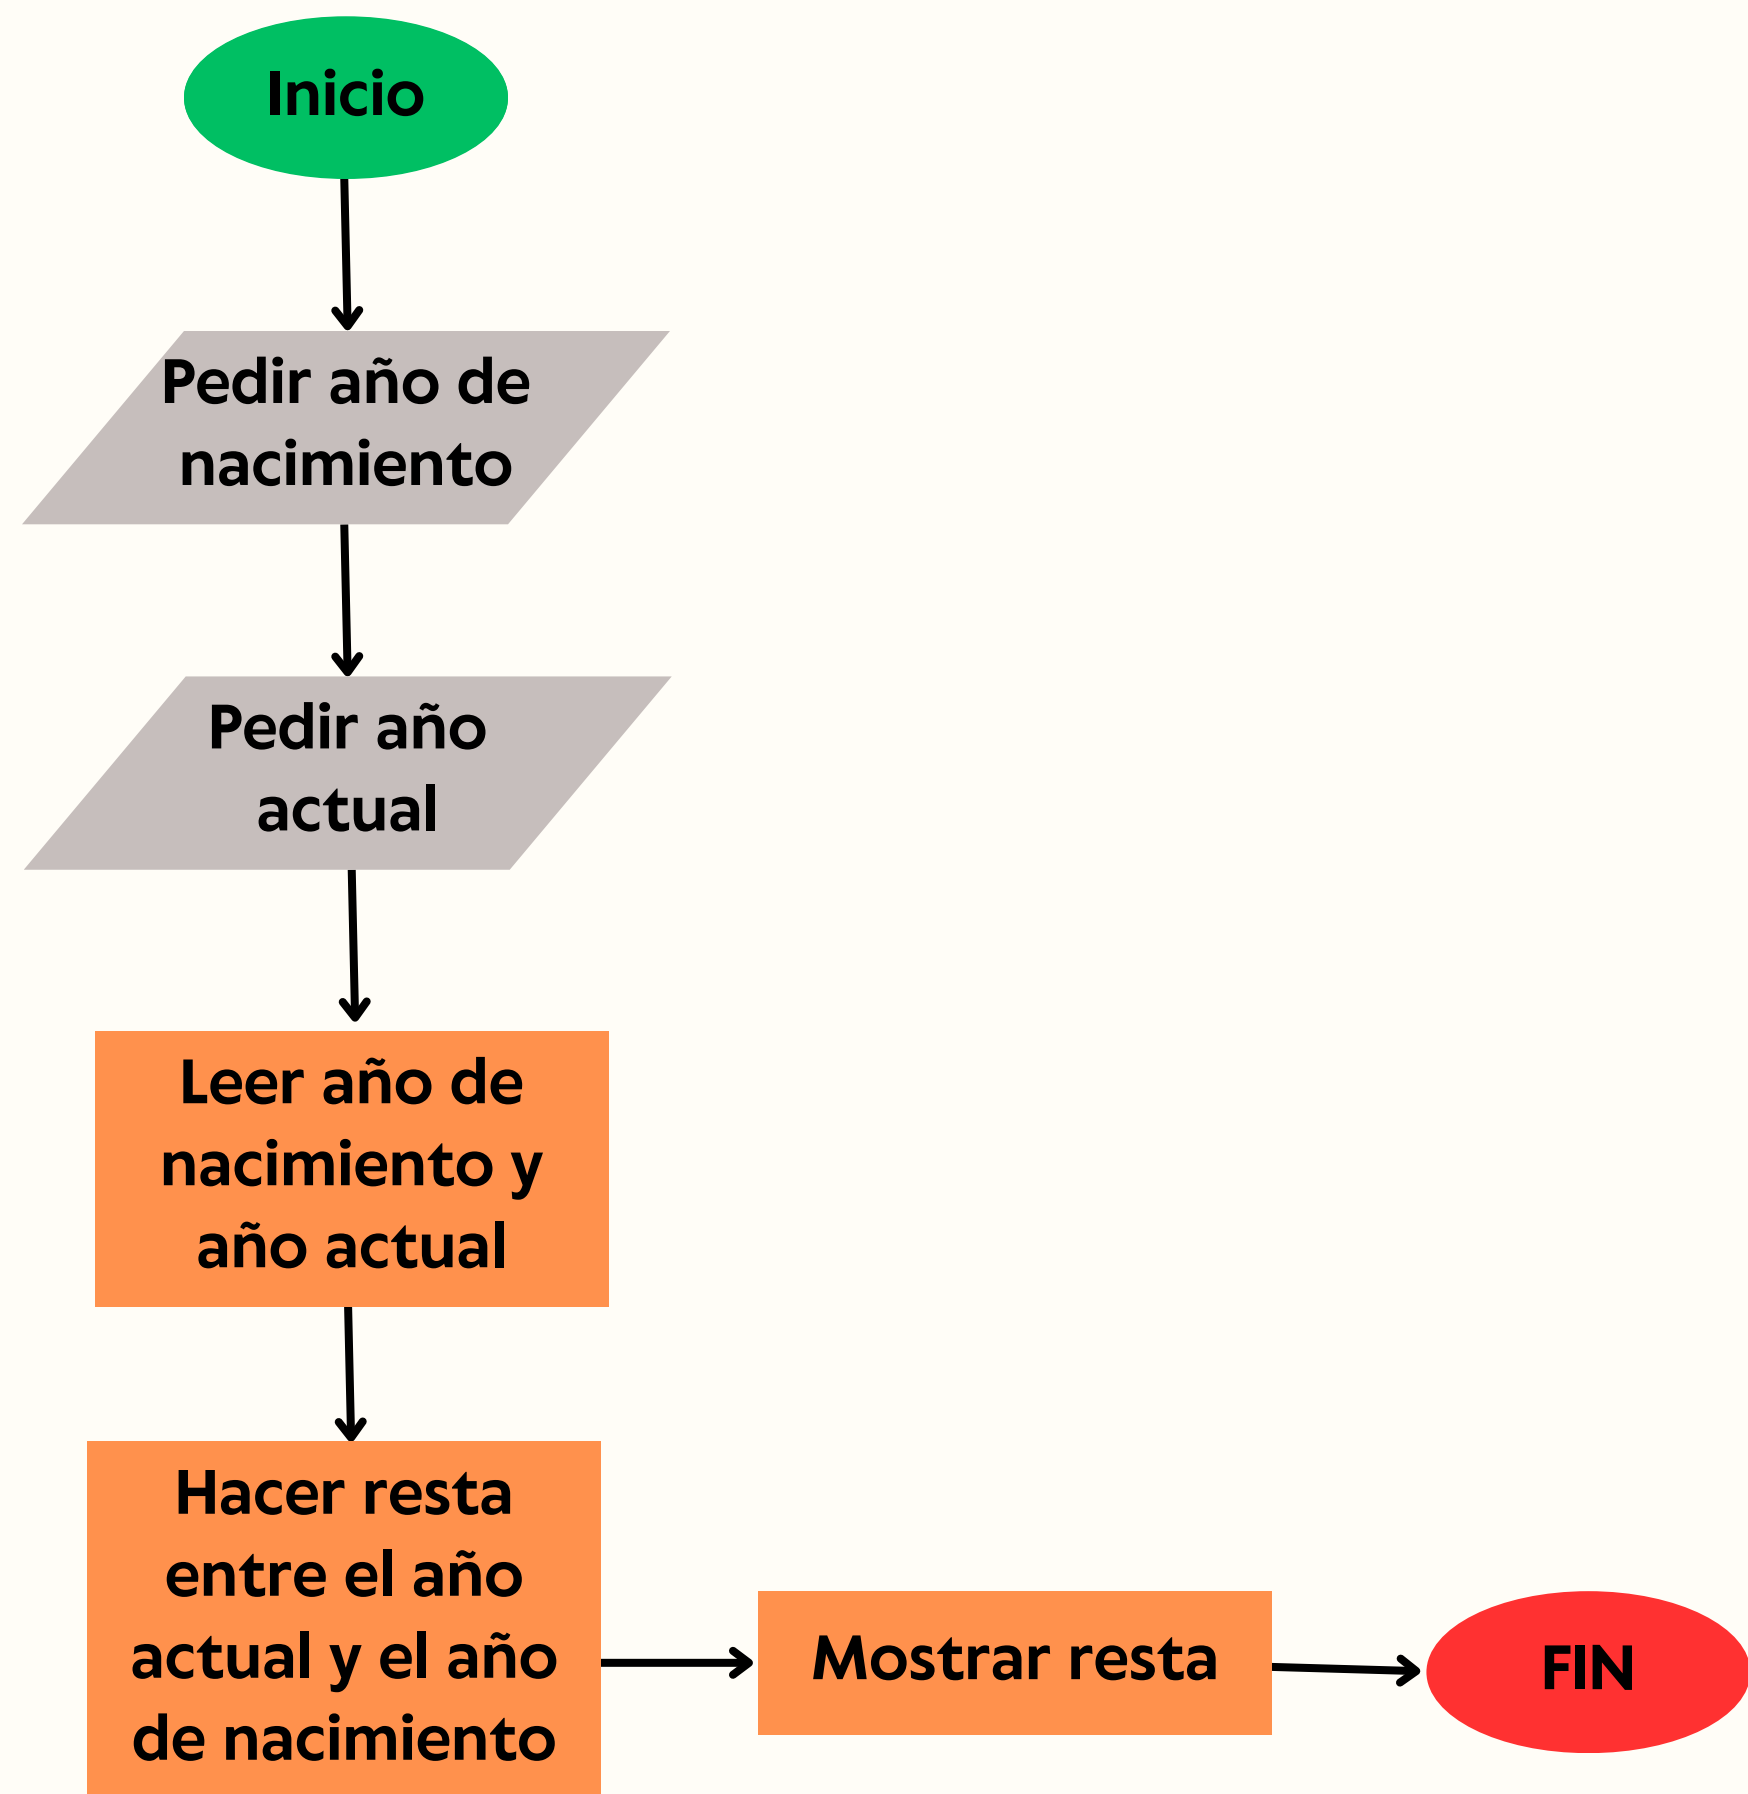 Inicio
Pedir año de
nacimiento
Pedir año
actual
Leer año de
nacimiento y
año actual
Hacer resta
entre el año
actual y el año
de nacimiento
Mostrar resta
FIN